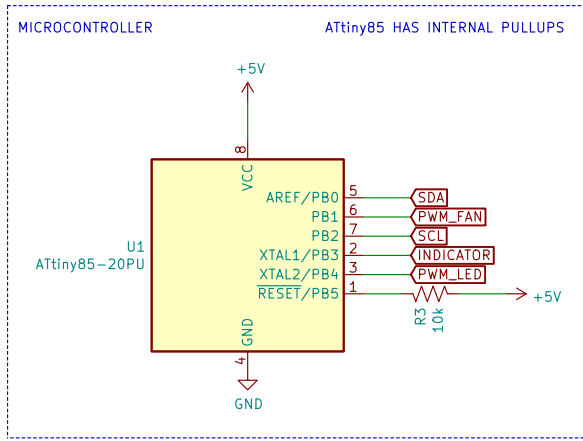 MICROCONTROLLER
ATtiny85 HAS INTERNAL PULLUPS
+5V
8
VCC
AREF/PB0 5 SDA
PB1 6 PWM_FAN
PB2 7 SCL
U1
ATtiny85-20PU
XTAL1/PB3 2 INDICATOR
XTAL2/PB4 3 PWM_LED
RESET/PB5 1
+5V
R3
10k
GND
4
GND